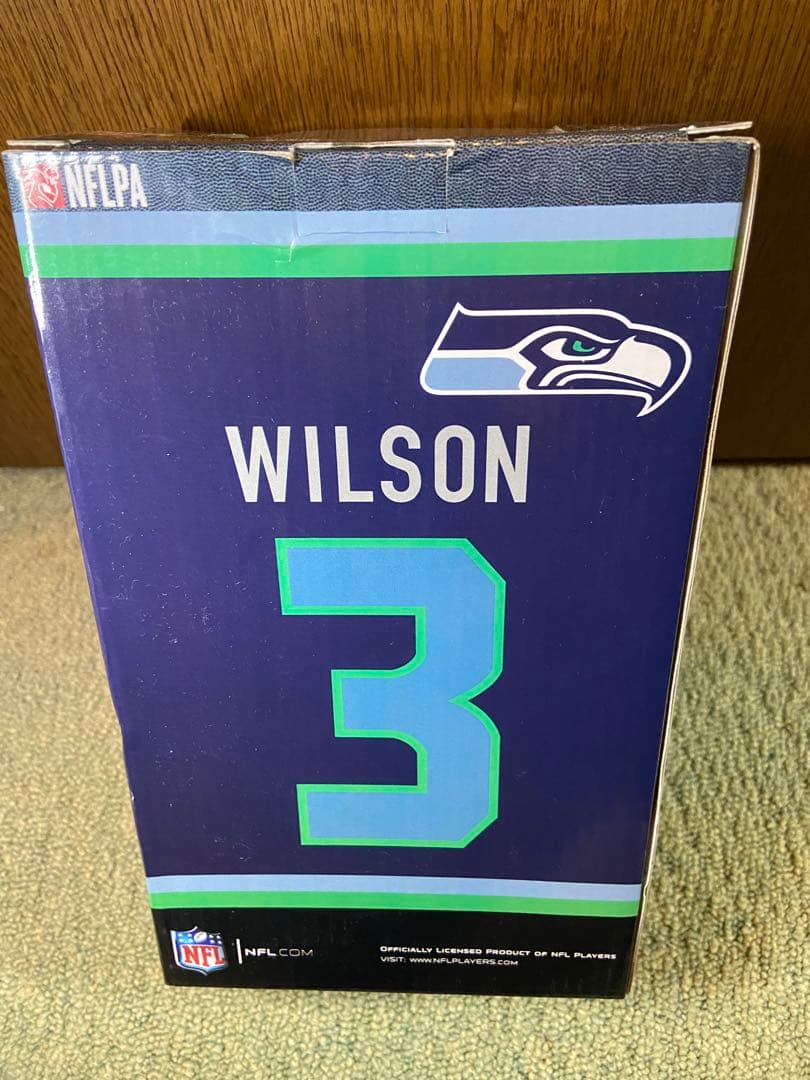 NFLPA
WILSON
3
NFL
NFL.COM
OFFICIALLY LICENSED PRODUCT OF NFL PLAYERS
VISIT: WWW.NFLPLAYERS.COM